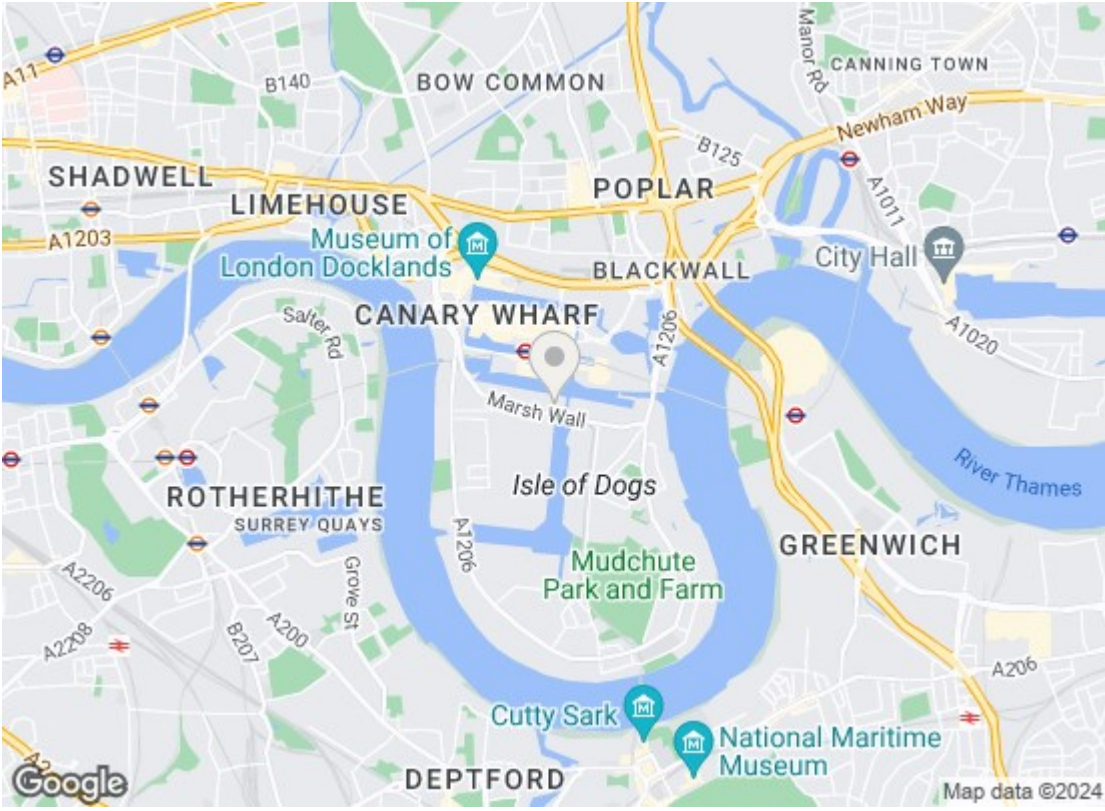 A11
B140
BOW COMMON
Manor Rd
CANNING TOWN
Newham Way
B125
SHADWELL
LIMEHOUSE
POPLAR
A1011
A1203
Museum of
London Docklands
BLACKWALL
City Hall
CANARY WHARF
Salter Rd
A1206
A1020
Marsh Wall
River Thames
Isle of Dogs
ROTHERHITHE
SURREY QUAYS
A1206
GREENWICH
Mudchute
Park and Farm
A2206
Grove St
A2208
B207
A200
A206
Cutty Sark
National Maritime
Museum
DEPTFORD
Google
Map data ©2024